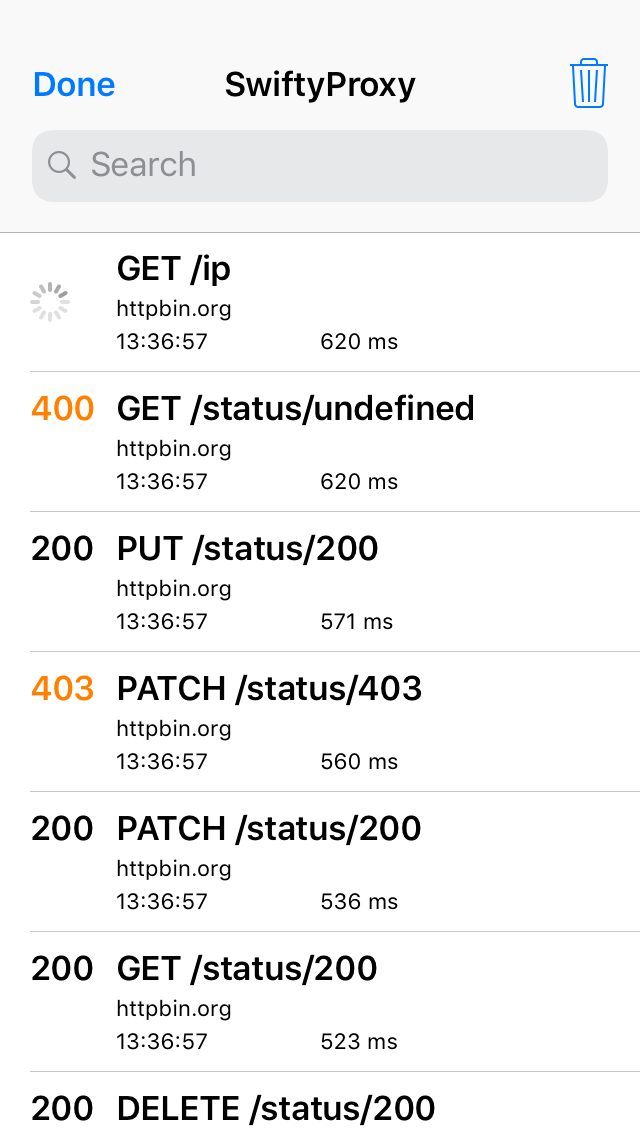 Done SwiftyProxy
Search
GET /ip
httpbin.org
13:36:57 620 ms
400 GET /status/undefined
httpbin.org
13:36:57 620 ms
200 PUT /status/200
httpbin.org
13:36:57 571 ms
403 PATCH /status/403
httpbin.org
13:36:57 560 ms
200 PATCH /status/200
httpbin.org
13:36:57 536 ms
200 GET /status/200
httpbin.org
13:36:57 523 ms
200 DELETE /status/200